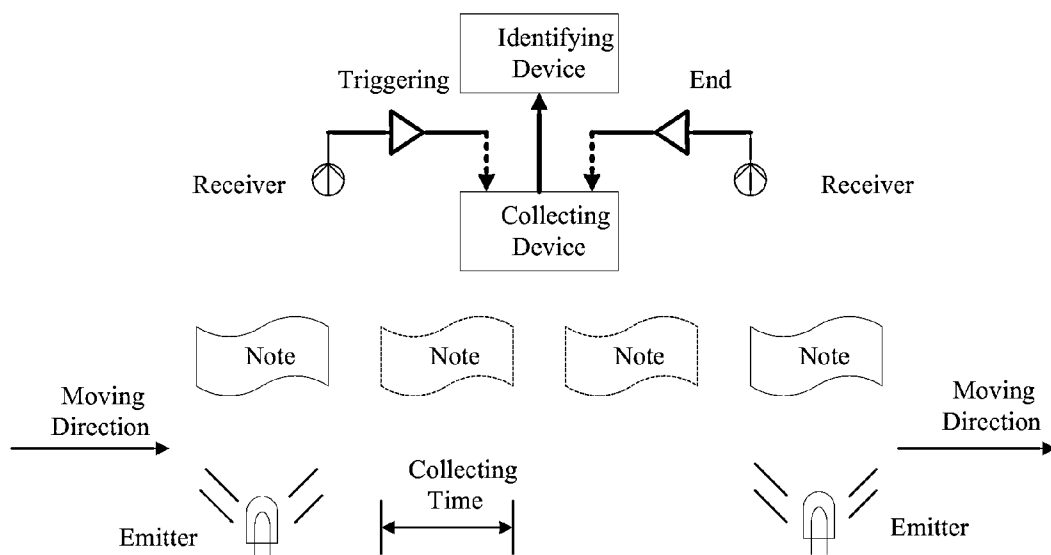 Identifying
Device
Triggering
End
Receiver
Receiver
Collecting
Device
Note
Note
Note
Note
Moving
Direction
Moving
Direction
Collecting
Time
Emitter
Emitter